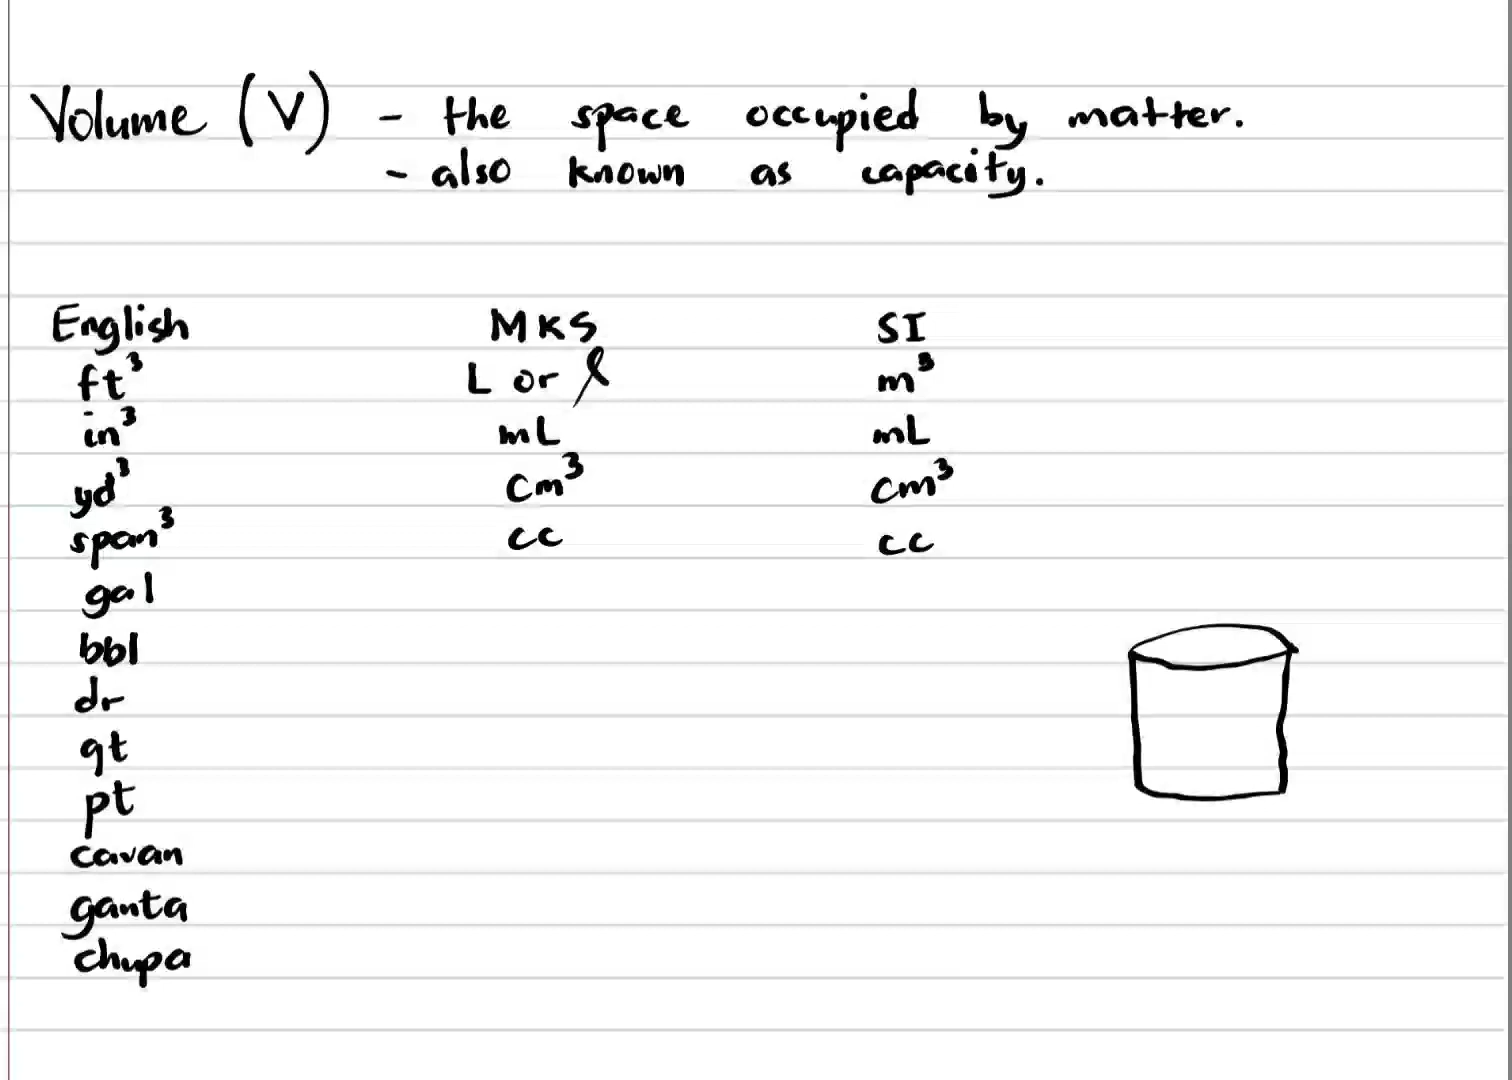 Volume (V) - the space occupied by matter.
- also known as capacity.
English MKS SI
ft³ L or ℓ m³
in³ mL mL
yd³ cm³ cm³
span³ cc cc
gal
bbl
dr
qt
pt
cavan
ganta
chupa